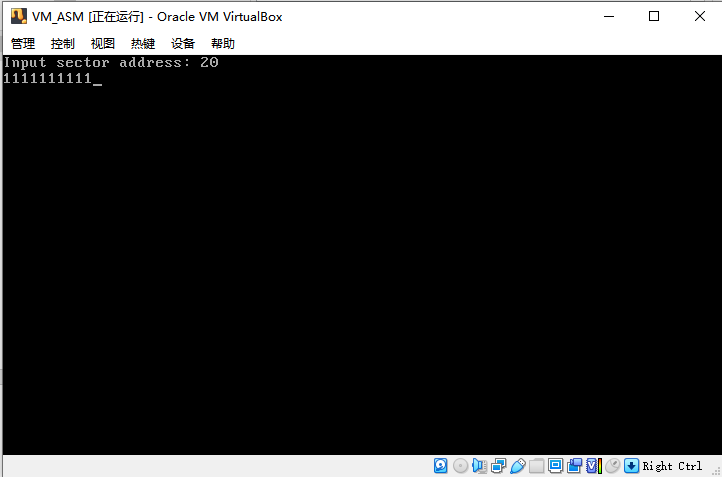 VM_ASM [正在运行] - Oracle VM VirtualBox
管理 控制 视图 热键 设备 帮助
Input sector address: 20
1111111111_
Right Ctrl